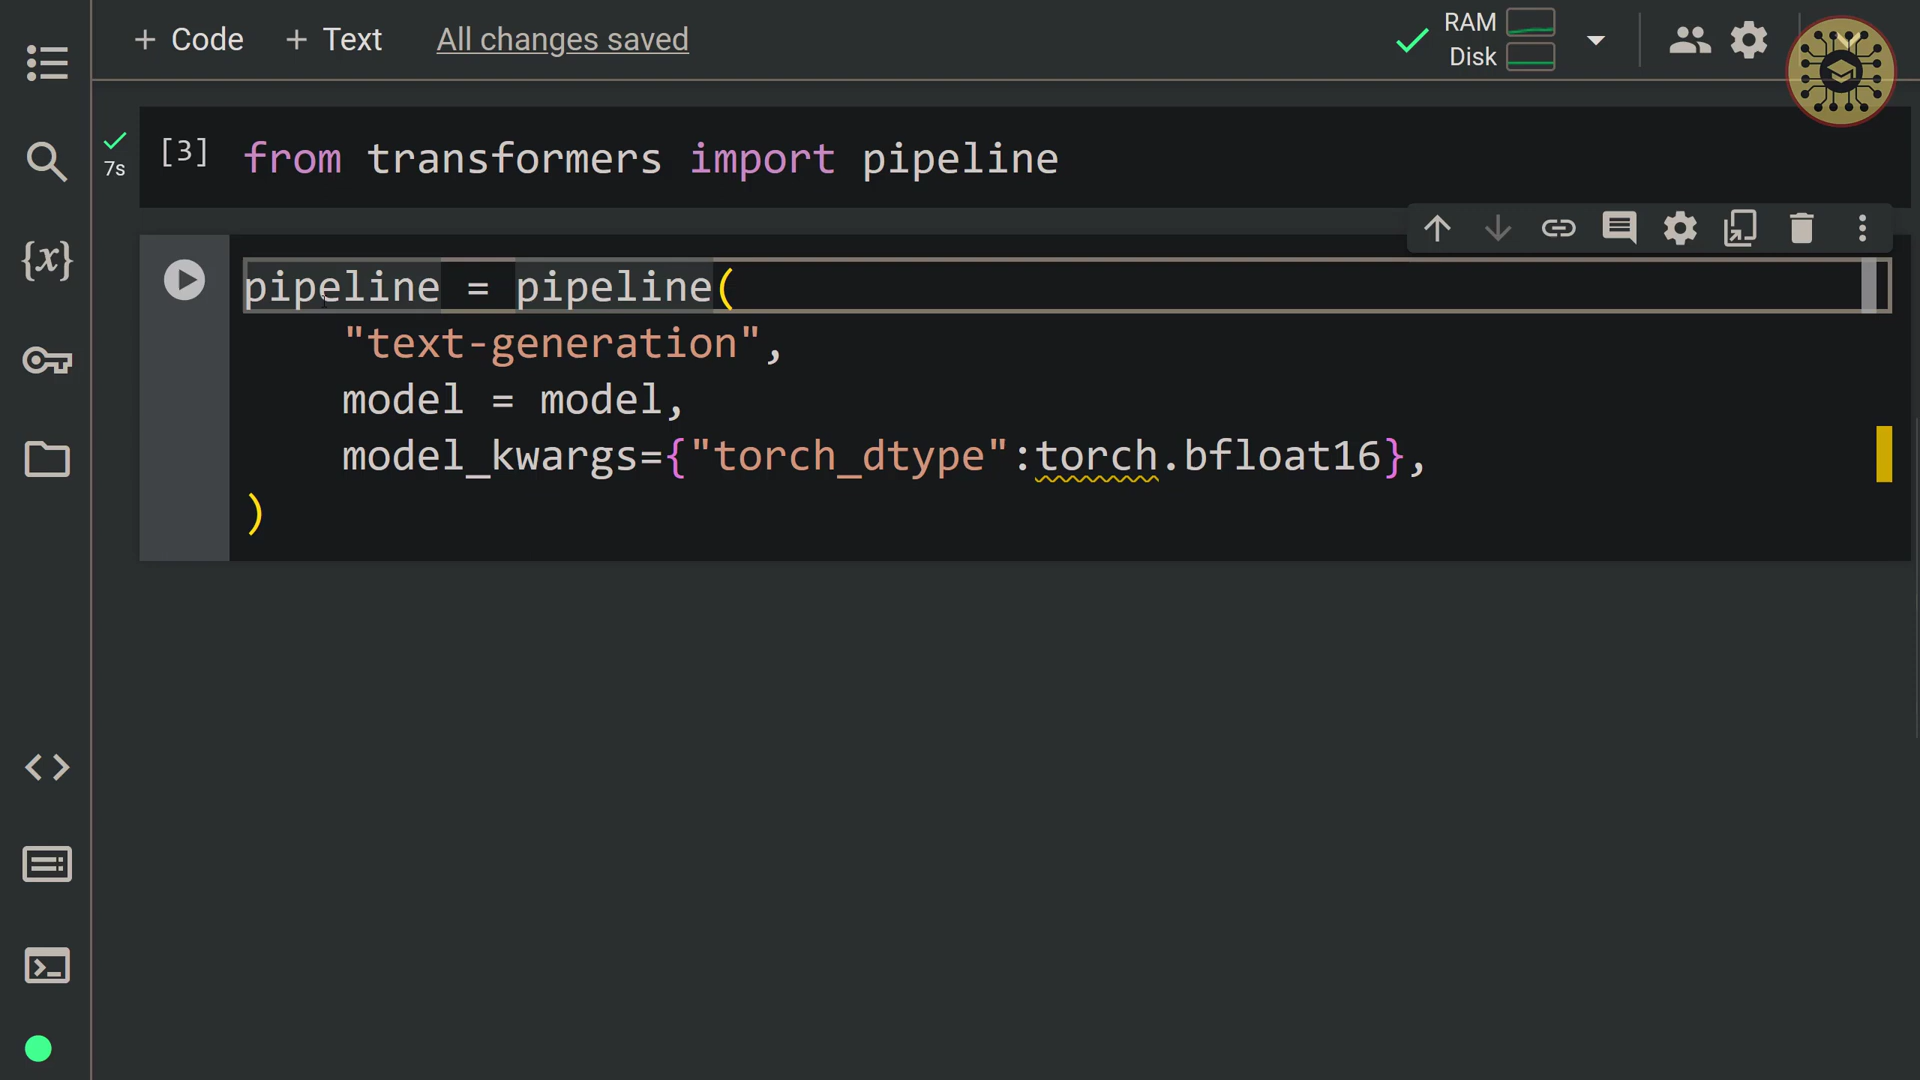 + Code + Text All changes saved
RAM
Disk
7s
[3] from transformers import pipeline
{x}
pipeline = pipeline(
"text-generation",
model = model,
model_kwargs={"torch_dtype":torch.bfloat16},
)